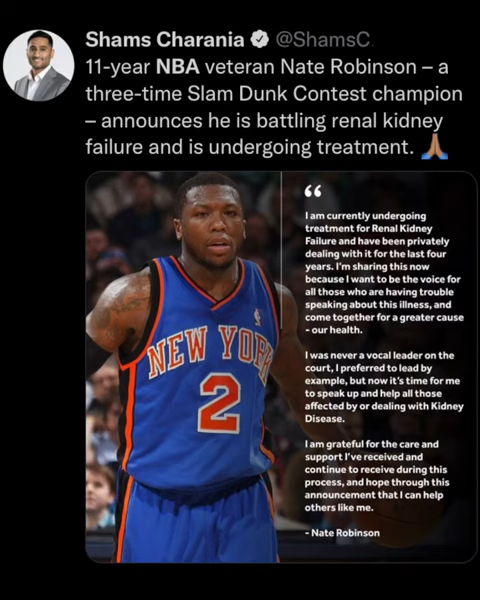 Shams Charania @ShamsC
11-year NBA veteran Nate Robinson – a
three-time Slam Dunk Contest champion
– announces he is battling renal kidney
failure and is undergoing treatment. 🙏🏽
“
I am currently undergoing
treatment for Renal Kidney
Failure and have been privately
dealing with it for the last four
years. I'm sharing this now
because I want to be the voice for
all those who are having trouble
speaking about this illness, and
come together for a greater cause
- our health.
I was never a vocal leader on the
court, I preferred to lead by
example, but now it's time for me
to speak up and help all those
affected by or dealing with Kidney
Disease.
I am grateful for the care and
support I've received and
continue to receive during this
process, and hope through this
announcement that I can help
others like me.
- Nate Robinson
NEW YORK
2